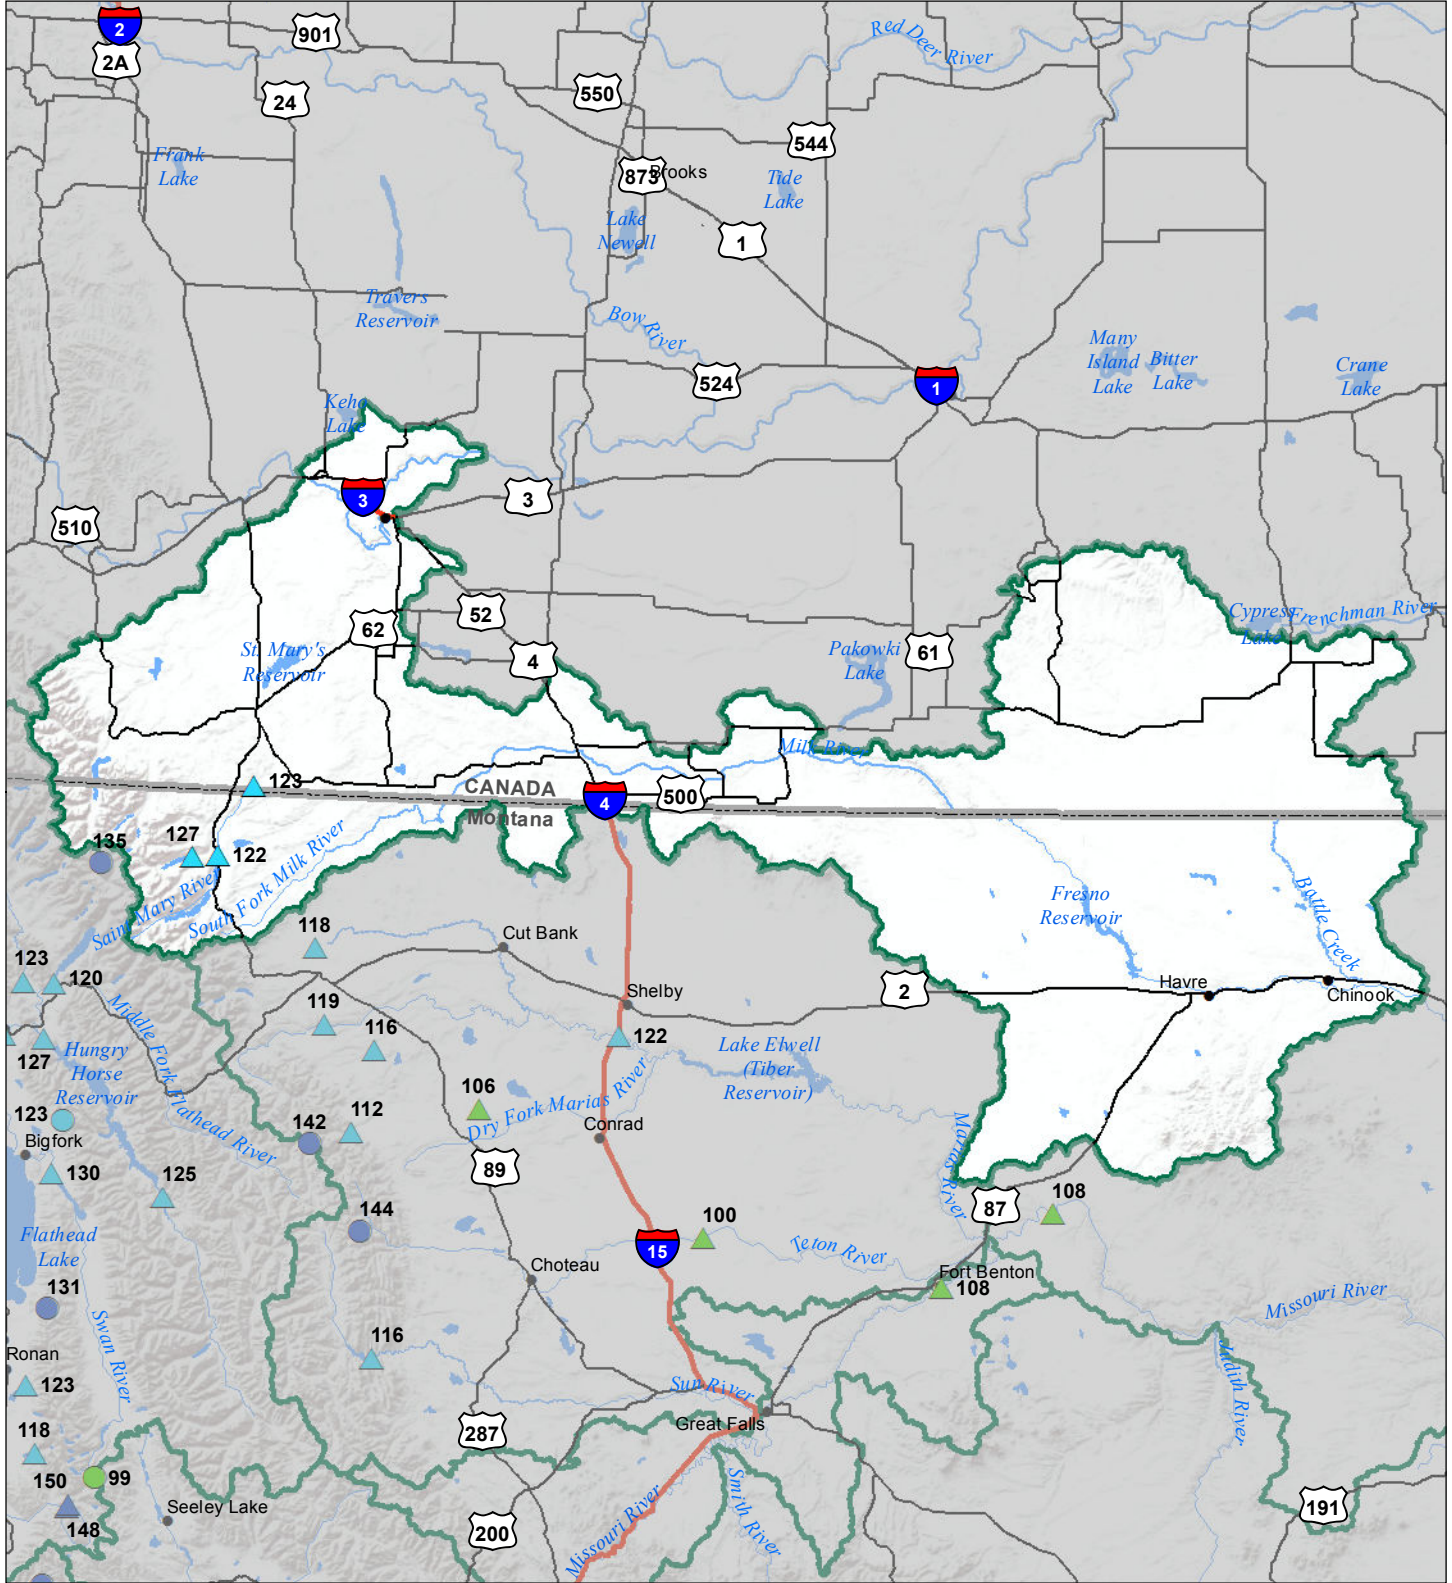 2
2A
901
24
550
544
Red Deer River
Frank
Lake
873
Brooks
Tide
Lake
Lake
Newell
1
Travers
Reservoir
Bow River
524
1
Many
Island
Lake
Bitter
Lake
Crane
Lake
Keho
Lake
3
3
510
62
52
4
61
Pakowki
Lake
Cypress
Lake
Frenchman River
St. Mary's
Reservoir
Milk River
123
CANADA
Montana
4
500
135
127
122
Saint Mary River
South Fork Milk River
Fresno
Reservoir
Battle Creek
118
Cut Bank
123
120
2
Havre
Chinook
Shelby
119
116
122
Middle Fork Flathead River
127
Hungry
Horse
Reservoir
Lake Elwell
(Tiber
Reservoir)
106
Dry Fork Marias River
123
Bigfork
142
112
Conrad
Marias River
130
125
89
87
108
144
100
Flathead
Lake
15
Teton River
Choteau
Fort Benton
108
131
Swan River
Missouri River
Ronan
116
Judith River
123
Sun River
Great Falls
118
287
150
99
148
Seeley Lake
200
Missouri River
Smith River
191